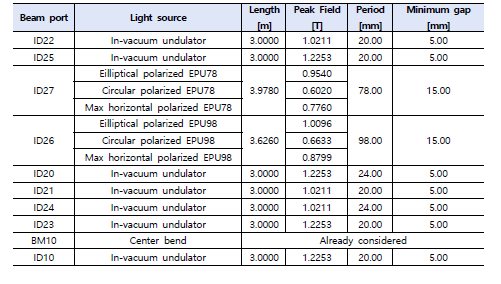 Beam port Light source Length [m] Peak Field [T] Period [mm] Minimum gap [mm]
ID22 In-vacuum undulator 3.0000 1.0211 20.00 5.00
ID25 In-vacuum undulator 3.0000 1.2253 20.00 5.00
ID27 Eilliptical polarized EPU78 3.9780 0.9540 78.00 15.00
Circular polarized EPU78 0.6020
Max horizontal polarized EPU78 0.7760
ID26 Eilliptical polarized EPU98 3.6260 1.0096 98.00 15.00
Circular polarized EPU98 0.6633
Max horizontal polarized EPU98 0.8799
ID20 In-vacuum undulator 3.0000 1.2253 24.00 5.00
ID21 In-vacuum undulator 3.0000 1.0211 20.00 5.00
ID24 In-vacuum undulator 3.0000 1.0211 24.00 5.00
ID23 In-vacuum undulator 3.0000 1.2253 20.00 5.00
BM10 Center bend Already considered
ID10 In-vacuum undulator 3.0000 1.2253 20.00 5.00